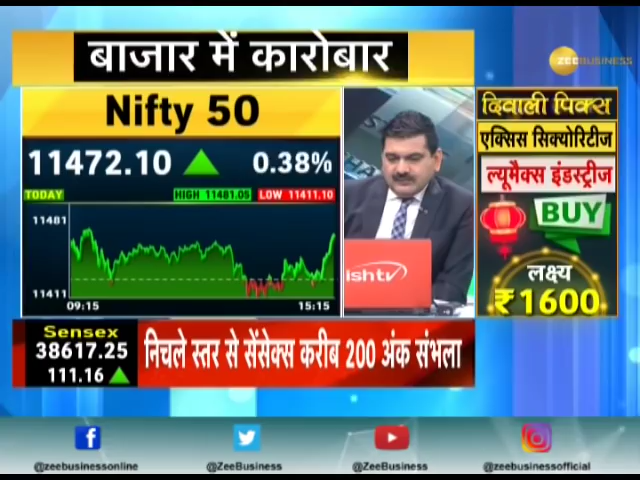 बाजार में कारोबार
ZEEBUSINESS
Nifty 50
11472.10 0.38%
TODAY HIGH 11481.05 LOW 11411.10
11481
11411
09:15 15:15
ishtv
दिवाली पिक्स
एक्सिस सिक्योरिटीज
ल्यूमैक्स इंडस्ट्रीज
BUY
लक्ष्य
₹1600
Sensex
38617.25
111.16
निचले स्तर से सेंसेक्स करीब 200 अंक संभला
@zeebusinessonline @ZeeBusiness @ZeeBusiness @zeebusinessofficial